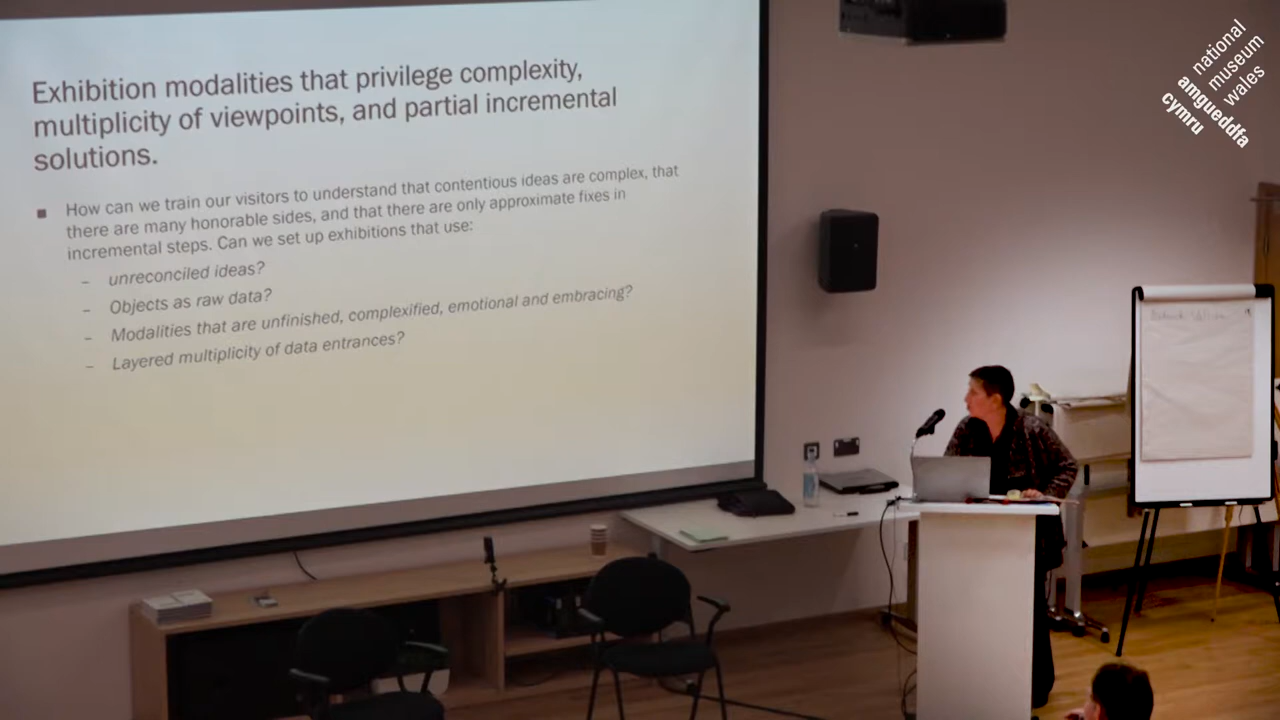 Exhibition modalities that privilege complexity,
multiplicity of viewpoints, and partial incremental
solutions.
How can we train our visitors to understand that contentious ideas are complex, that
there are many honorable sides, and that there are only approximate fixes in
incremental steps. Can we set up exhibitions that use:
– unreconciled ideas?
– Objects as raw data?
– Modalities that are unfinished, complexified, emotional and embracing?
– Layered multiplicity of data entrances?
national
museum
wales
amgueddfa
cymru